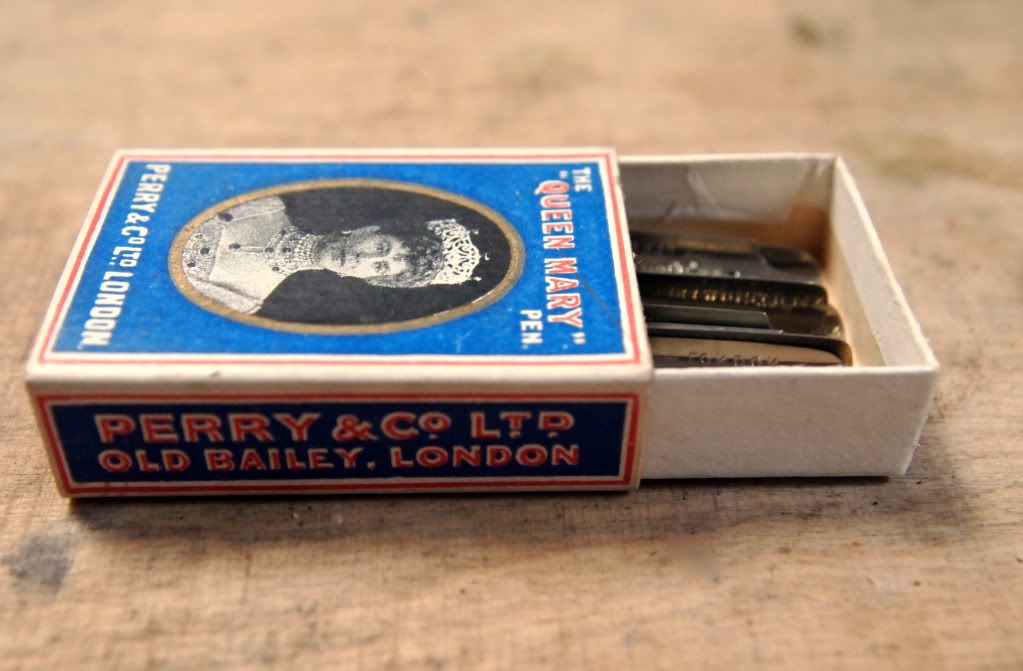 THE
"QUEEN MARY"
PEN.
PERRY & Co LTD., LONDON.
PERRY & Co LTD
OLD BAILEY. LONDON